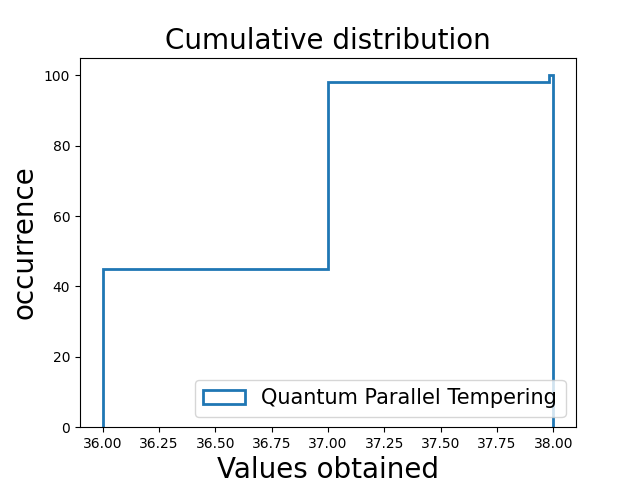 Cumulative distribution
occurrence
100
80
60
40
20
0
Quantum Parallel Tempering
36.00 36.25 36.50 36.75 37.00 37.25 37.50 37.75 38.00
Values obtained